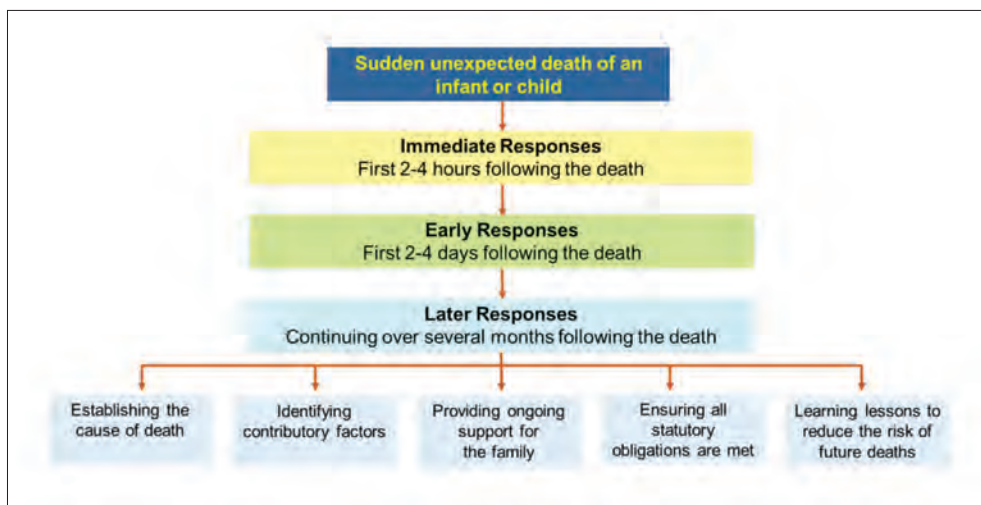 Sudden unexpected death of an
infant or child
Immediate Responses
First 2-4 hours following the death
Early Responses
First 2-4 days following the death
Later Responses
Continuing over several months following the death
Establishing the
cause of death
Identifying
contributory factors
Providing ongoing
support for
the family
Ensuring all
statutory
obligations are met
Learning lessons to
reduce the risk of
future deaths